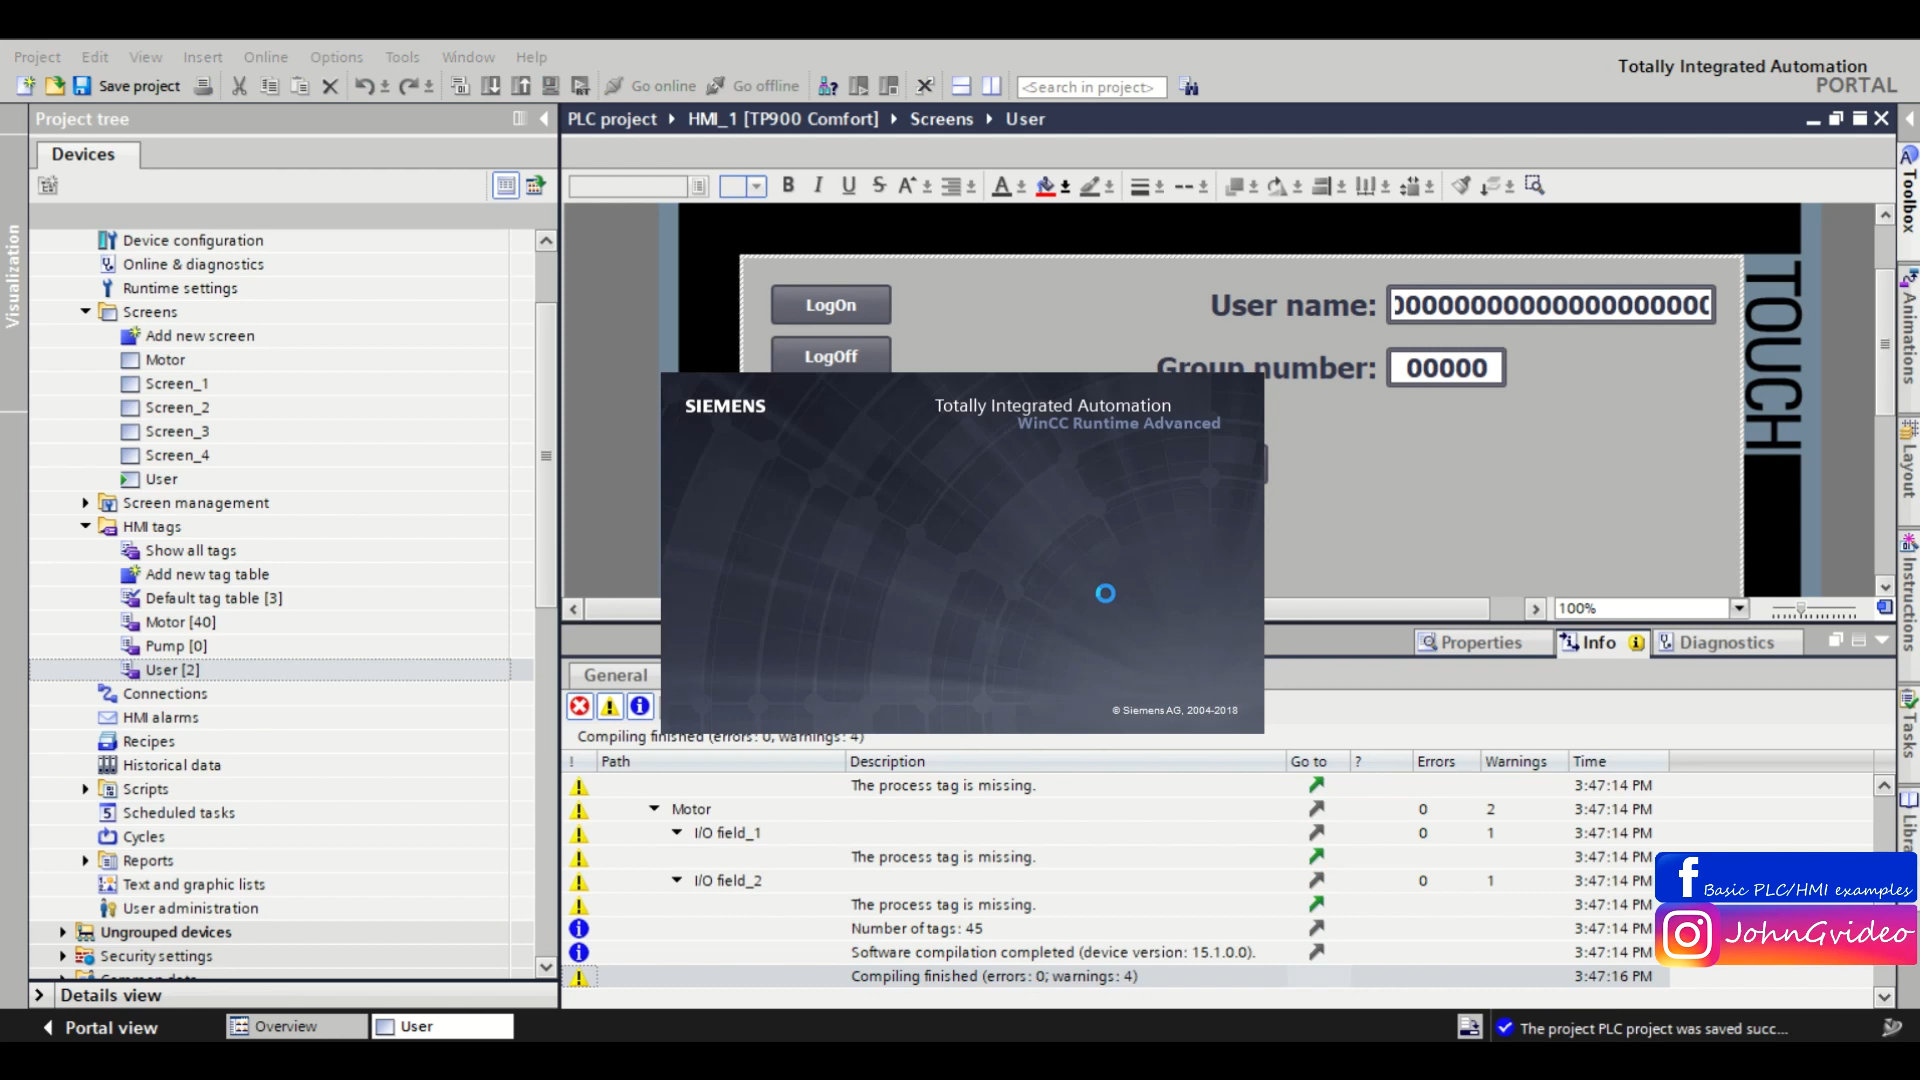 Project Edit View Insert Online Options Tools Window Help
Totally Integrated Automation
PORTAL
Save project Go online Go offline <Search in project>
Project tree
PLC project HMI_1 [TP900 Comfort] Screens User
Devices
Visualization
Device configuration
Online & diagnostics
Runtime settings
Screens
Add new screen
Motor
Screen_1
Screen_2
Screen_3
Screen_4
User
Screen management
HMI tags
Show all tags
Add new tag table
Default tag table [3]
Motor [40]
Pump [0]
User [2]
Connections
HMI alarms
Recipes
Historical data
Scripts
Scheduled tasks
Cycles
Reports
Text and graphic lists
User administration
Ungrouped devices
Security settings
Details view
Portal view Overview User
LogOn
LogOff
User name:
Group number: 00000
TOUCH
SIEMENS
Totally Integrated Automation
WinCC Runtime Advanced
© Siemens AG, 2004-2018
100%
Properties Info Diagnostics
General
Compiling finished (errors: 0, warnings: 4)
! Path Description Go to ? Errors Warnings Time
The process tag is missing. 3:47:14 PM
Motor 0 2 3:47:14 PM
I/O field_1 0 1 3:47:14 PM
The process tag is missing. 3:47:14 PM
I/O field_2 0 1 3:47:14 PM
The process tag is missing. 3:47:14 PM
Number of tags: 45 3:47:14 PM
Software compilation completed (device version: 15.1.0.0). 3:47:14 PM
Compiling finished (errors: 0; warnings: 4) 3:47:16 PM
The project PLC project was saved succ...
Toolbox
Animations
Layout
Instructions
Tasks
Basic PLC/HMI examples
JohnGvideo